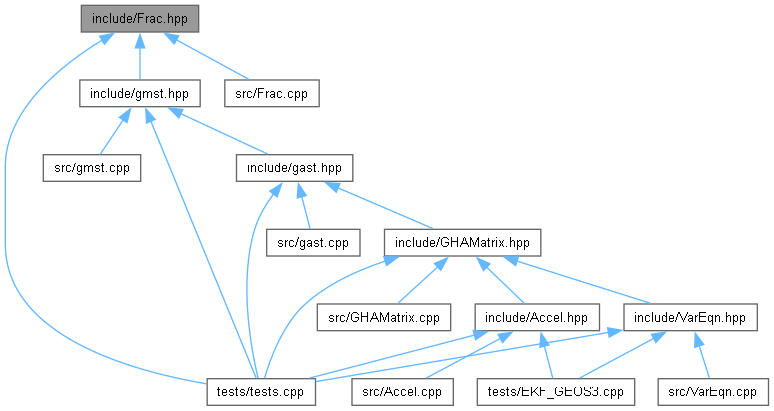 include/Frac.hpp
include/gmst.hpp
src/Frac.cpp
src/gmst.cpp
include/gast.hpp
src/gast.cpp
include/GHAMatrix.hpp
src/GHAMatrix.cpp
include/Accel.hpp
include/VarEqn.hpp
tests/tests.cpp
src/Accel.cpp
tests/EKF_GEOS3.cpp
src/VarEqn.cpp